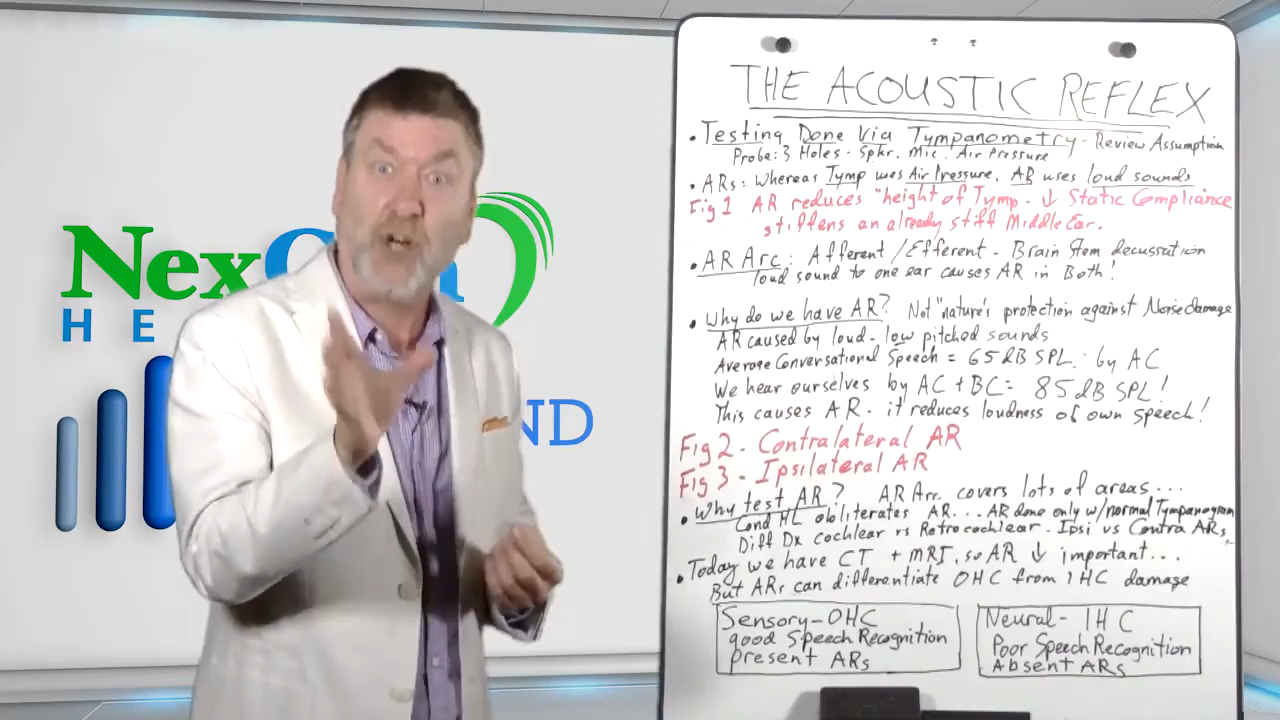 Nex
HE
ND
THE ACOUSTIC REFLEX
• Testing Done Via Tympanometry - Review Assumption
Probe: 3 Holes - Spkr. Mic. Air Pressure
• ARs: Whereas Tymp uses Air Pressure, AR uses loud sounds
Fig 1 AR reduces "height of Tymp - ↓ Static Compliance
stiffens an already stiff Middle Ear.
• AR Arc: Afferent/Efferent - Brain Stem decussation
loud sound to one ear causes AR in Both!
• Why do we have AR? Not "nature's protection against Noise damage
AR caused by loud - low pitched sounds
Average Conversational Speech = 65 dB SPL. by AC
We hear ourselves by AC + BC = 85 dB SPL!
This causes AR. it reduces loudness of own speech!
Fig 2 - Contralateral AR
Fig 3 - Ipsilateral AR
• Why test AR? AR Arc covers lots of areas...
Cond HL obliterates AR... AR done only w/normal Tympanogram
Diff Dx cochlear vs Retrocochlear. Ipsi vs Contra ARs
• Today we have CT + MRI, so AR ↓ important...
But ARs can differentiate OHC from IHC damage
Sensory-OHC
good Speech Recognition
present ARs
Neural- IHC
Poor Speech Recognition
Absent ARs